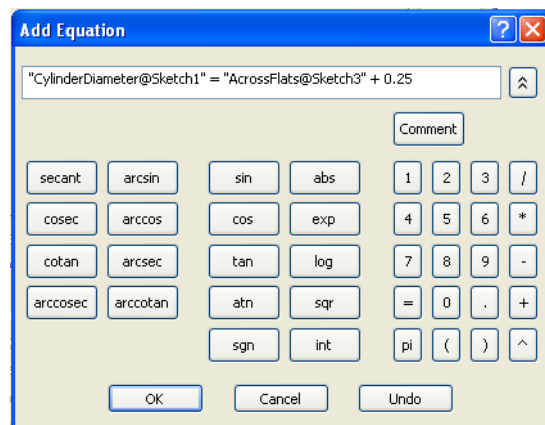 Add Equation
"CylinderDiameter@Sketch1" = "AcrossFlats@Sketch3" + 0.25
Comment
secant arcsin sin abs 1 2 3 /
cosec arccos cos exp 4 5 6 *
cotan arcsec tan log 7 8 9 -
arccosec arccotan atn sqr = 0 . +
sgn int pi ( ) ^
OK Cancel Undo